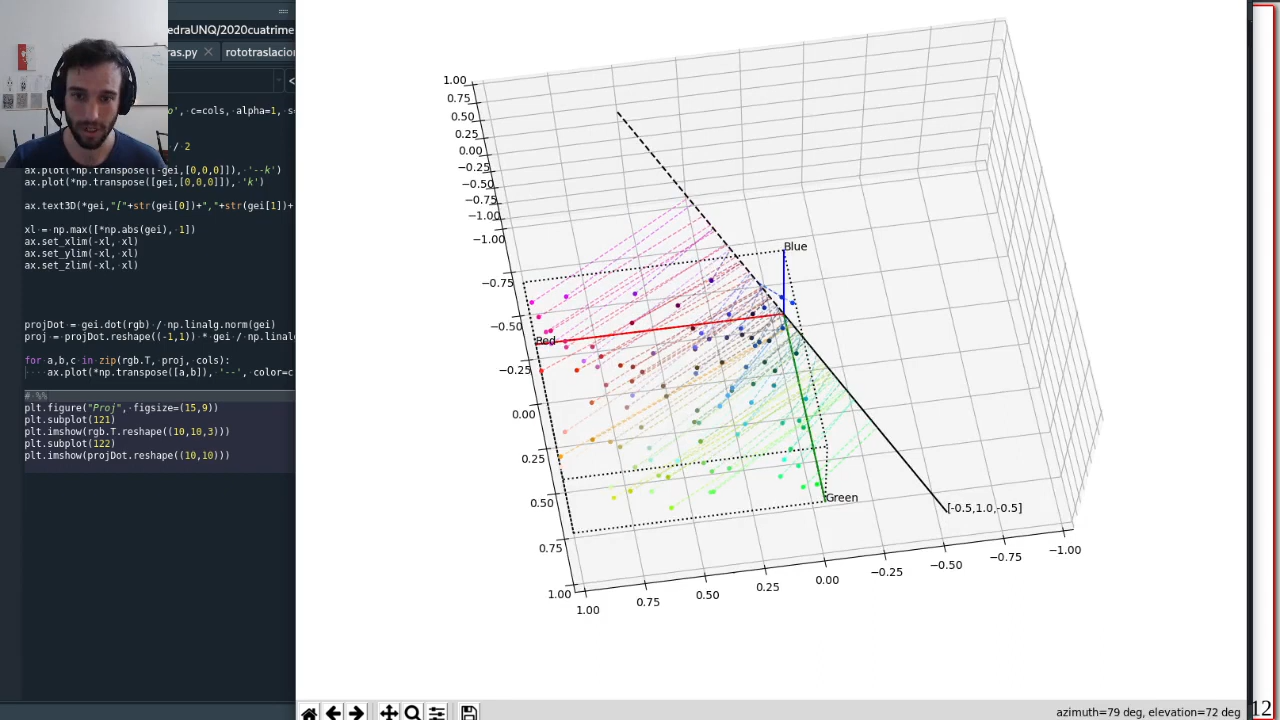 edraUNQ/2020cuatrime
ras.py × rototraslacion
<
o',·c=cols,·alpha=1,·s=
/ 2
ax.plot(*np.transpose([-gei,[0,0,0]]),·'--k')
ax.plot(*np.transpose([gei,[0,0,0]]),·'k')
ax.text3D(*gei,"["+str(gei[0])+","+str(gei[1])+
xl·=·np.max([*np.abs(gei),·1])
ax.set_xlim(-xl,·xl)
ax.set_ylim(-xl,·xl)
ax.set_zlim(-xl,·xl)
projDot·=·gei.dot(rgb)·/·np.linalg.norm(gei)
proj·=·projDot.reshape((-1,1))·*·gei·/·np.linalg
for·a,b,c·in·zip(rgb.T,·proj,·cols):
····ax.plot(*np.transpose([a,b]),·'--',·color=c
#·%%
plt.figure("Proj",·figsize=(15,9))
plt.subplot(121)
plt.imshow(rgb.T.reshape((10,10,3)))
plt.subplot(122)
plt.imshow(projDot.reshape((10,10)))
1.00
0.75
0.50
0.25
0.00
−0.25
−0.50
−0.75
−1.00
−1.00
−0.75
−0.50
−0.25
0.00
0.25
0.50
0.75
1.00
Blue
Red
Green
[-0.5,1.0,-0.5]
1.00
0.75
0.50
0.25
0.00
−0.25
−0.50
−0.75
−1.00
azimuth=79 deg, elevation=72 deg
12